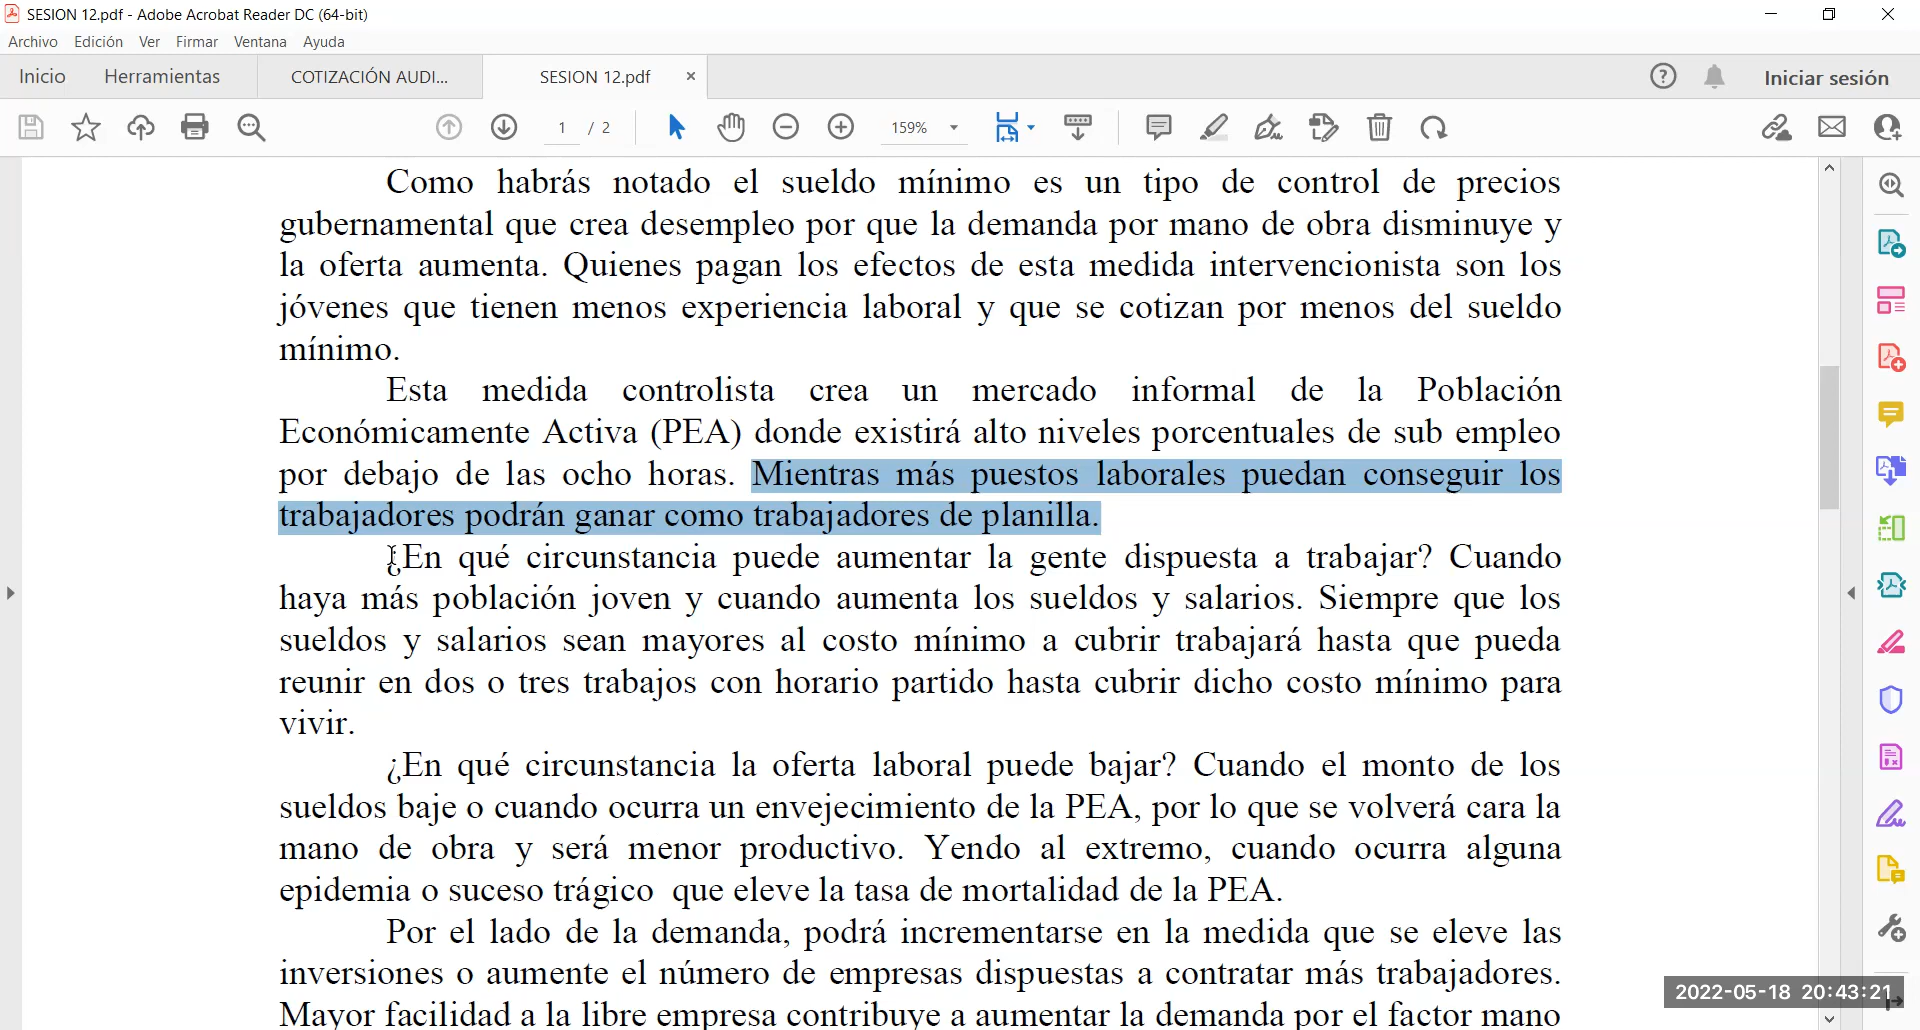 SESION 12.pdf - Adobe Acrobat Reader DC (64-bit)
Archivo Edición Ver Firmar Ventana Ayuda
Inicio Herramientas COTIZACIÓN AUDI... SESION 12.pdf × Iniciar sesión
1 / 2 159%
Como habrás notado el sueldo mínimo es un tipo de control de precios
gubernamental que crea desempleo por que la demanda por mano de obra disminuye y
la oferta aumenta. Quienes pagan los efectos de esta medida intervencionista son los
jóvenes que tienen menos experiencia laboral y que se cotizan por menos del sueldo
mínimo.
Esta medida controlista crea un mercado informal de la Población
Económicamente Activa (PEA) donde existirá alto niveles porcentuales de sub empleo
por debajo de las ocho horas. Mientras más puestos laborales puedan conseguir los
trabajadores podrán ganar como trabajadores de planilla.
¿En qué circunstancia puede aumentar la gente dispuesta a trabajar? Cuando
haya más población joven y cuando aumenta los sueldos y salarios. Siempre que los
sueldos y salarios sean mayores al costo mínimo a cubrir trabajará hasta que pueda
reunir en dos o tres trabajos con horario partido hasta cubrir dicho costo mínimo para
vivir.
¿En qué circunstancia la oferta laboral puede bajar? Cuando el monto de los
sueldos baje o cuando ocurra un envejecimiento de la PEA, por lo que se volverá cara la
mano de obra y será menor productivo. Yendo al extremo, cuando ocurra alguna
epidemia o suceso trágico que eleve la tasa de mortalidad de la PEA.
Por el lado de la demanda, podrá incrementarse en la medida que se eleve las
inversiones o aumente el número de empresas dispuestas a contratar más trabajadores.
Mayor facilidad a la libre empresa contribuye a aumentar la demanda por el factor mano
2022-05-18 20:43:21